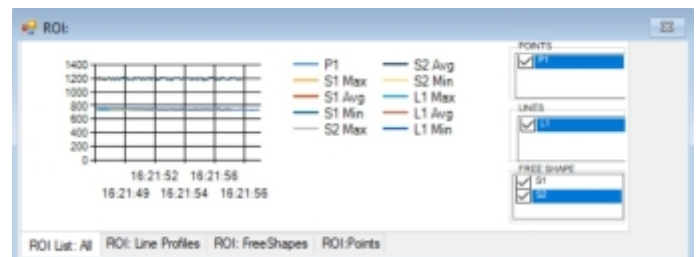 ROI:
1400
1200
1000
800
600
400
200
0
16:21:52 16:21:56
16:21:49 16:21:54 16:21:56
P1
S1 Max
S1 Avg
S1 Min
S2 Max
S2 Avg
S2 Min
L1 Max
L1 Avg
L1 Min
POINTS
P1
LINES
L1
FREE SHAPE
S1
S2
ROI List: All ROI: Line Profiles ROI: FreeShapes ROI:Points